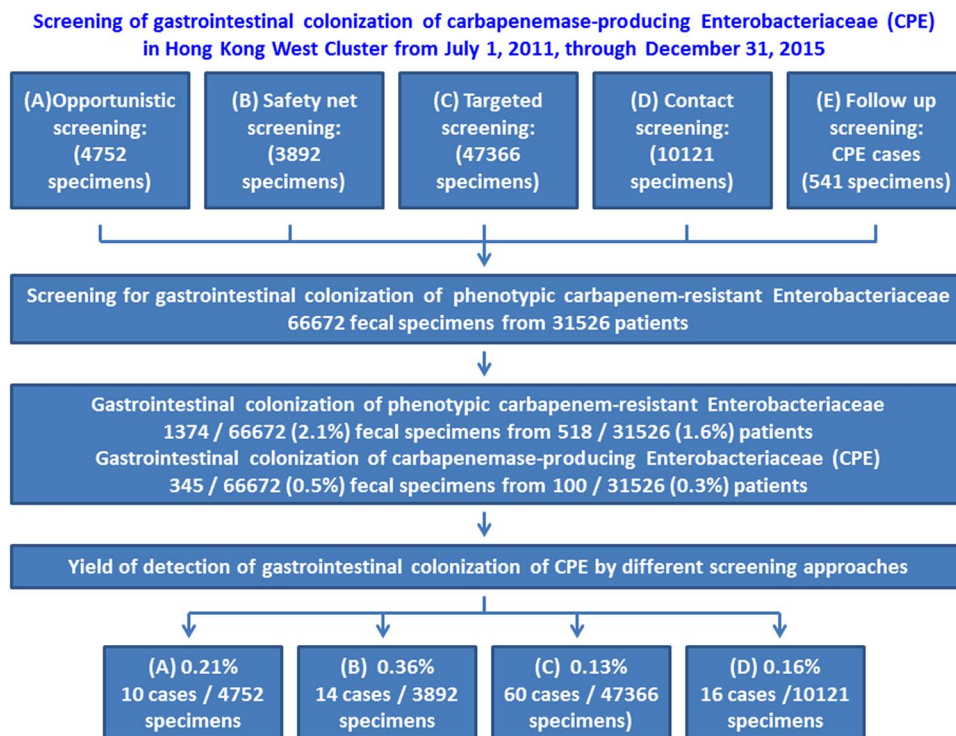 Screening of gastrointestinal colonization of carbapenemase-producing Enterobacteriaceae (CPE)
in Hong Kong West Cluster from July 1, 2011, through December 31, 2015
(A)Opportunistic
screening:
(4752
specimens)
(B) Safety net
screening:
(3892
specimens)
(C) Targeted
screening:
(47366
specimens)
(D) Contact
screening:
(10121
specimens)
(E) Follow up
screening:
CPE cases
(541 specimens)
Screening for gastrointestinal colonization of phenotypic carbapenem-resistant Enterobacteriaceae
66672 fecal specimens from 31526 patients
Gastrointestinal colonization of phenotypic carbapenem-resistant Enterobacteriaceae
1374 / 66672 (2.1%) fecal specimens from 518 / 31526 (1.6%) patients
Gastrointestinal colonization of carbapenemase-producing Enterobacteriaceae (CPE)
345 / 66672 (0.5%) fecal specimens from 100 / 31526 (0.3%) patients
Yield of detection of gastrointestinal colonization of CPE by different screening approaches
(A) 0.21%
10 cases / 4752
specimens
(B) 0.36%
14 cases / 3892
specimens
(C) 0.13%
60 cases / 47366
specimens)
(D) 0.16%
16 cases /10121
specimens